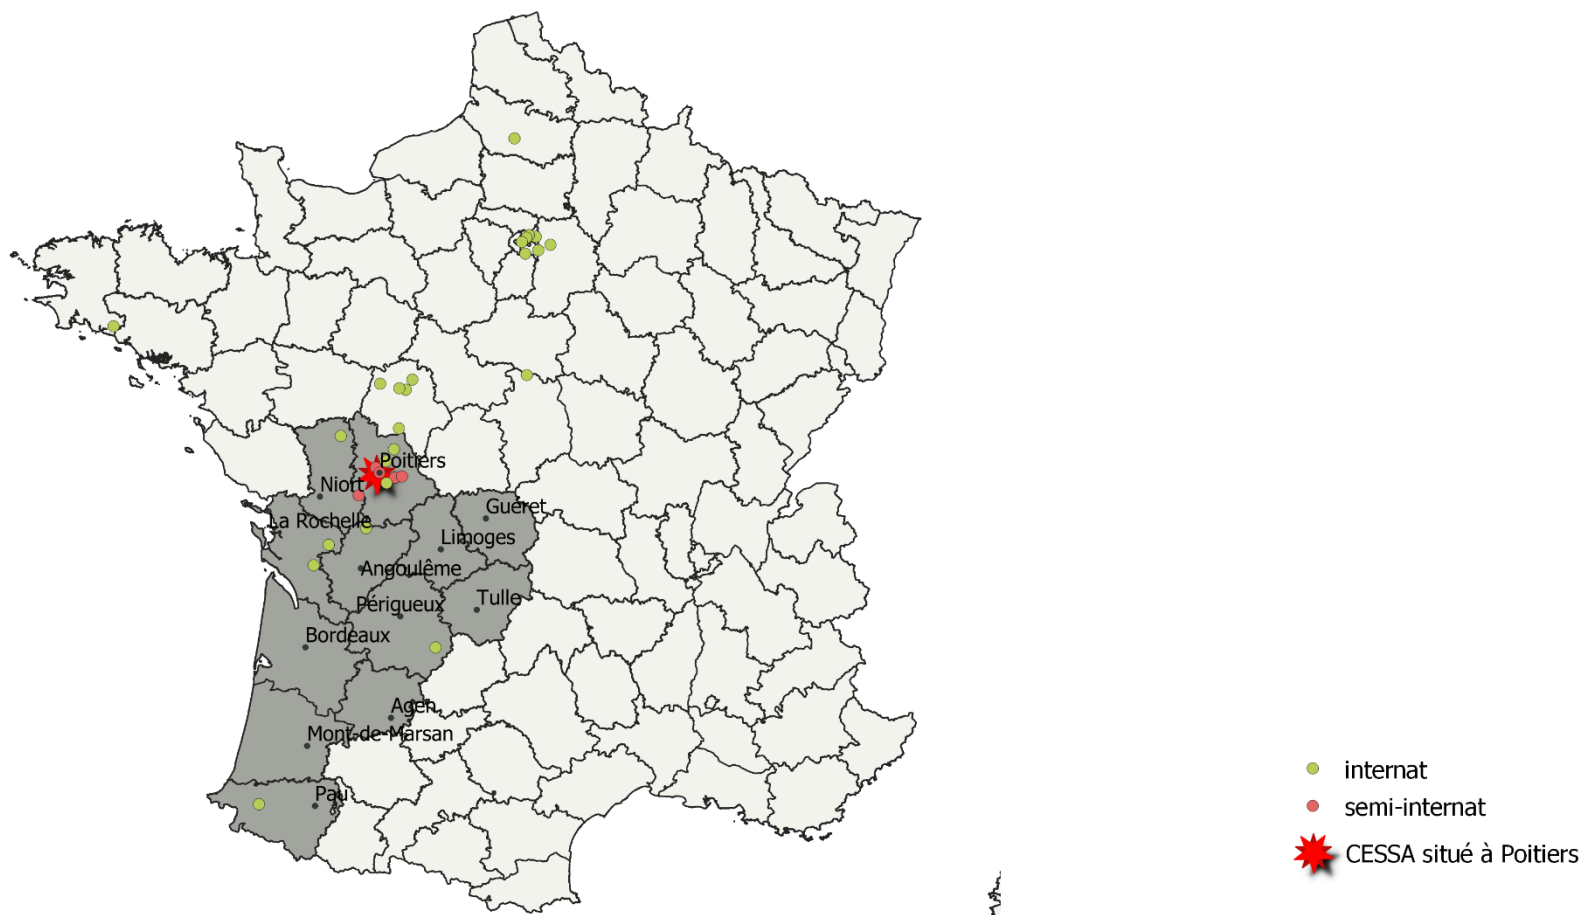 Poitiers
Niort
Guéret
La Rochelle
Limoges
Angoulême
Périgueux
Tulle
Bordeaux
Agen
Mont-de-Marsan
Pau
internat
semi-internat
CESSA situé à Poitiers